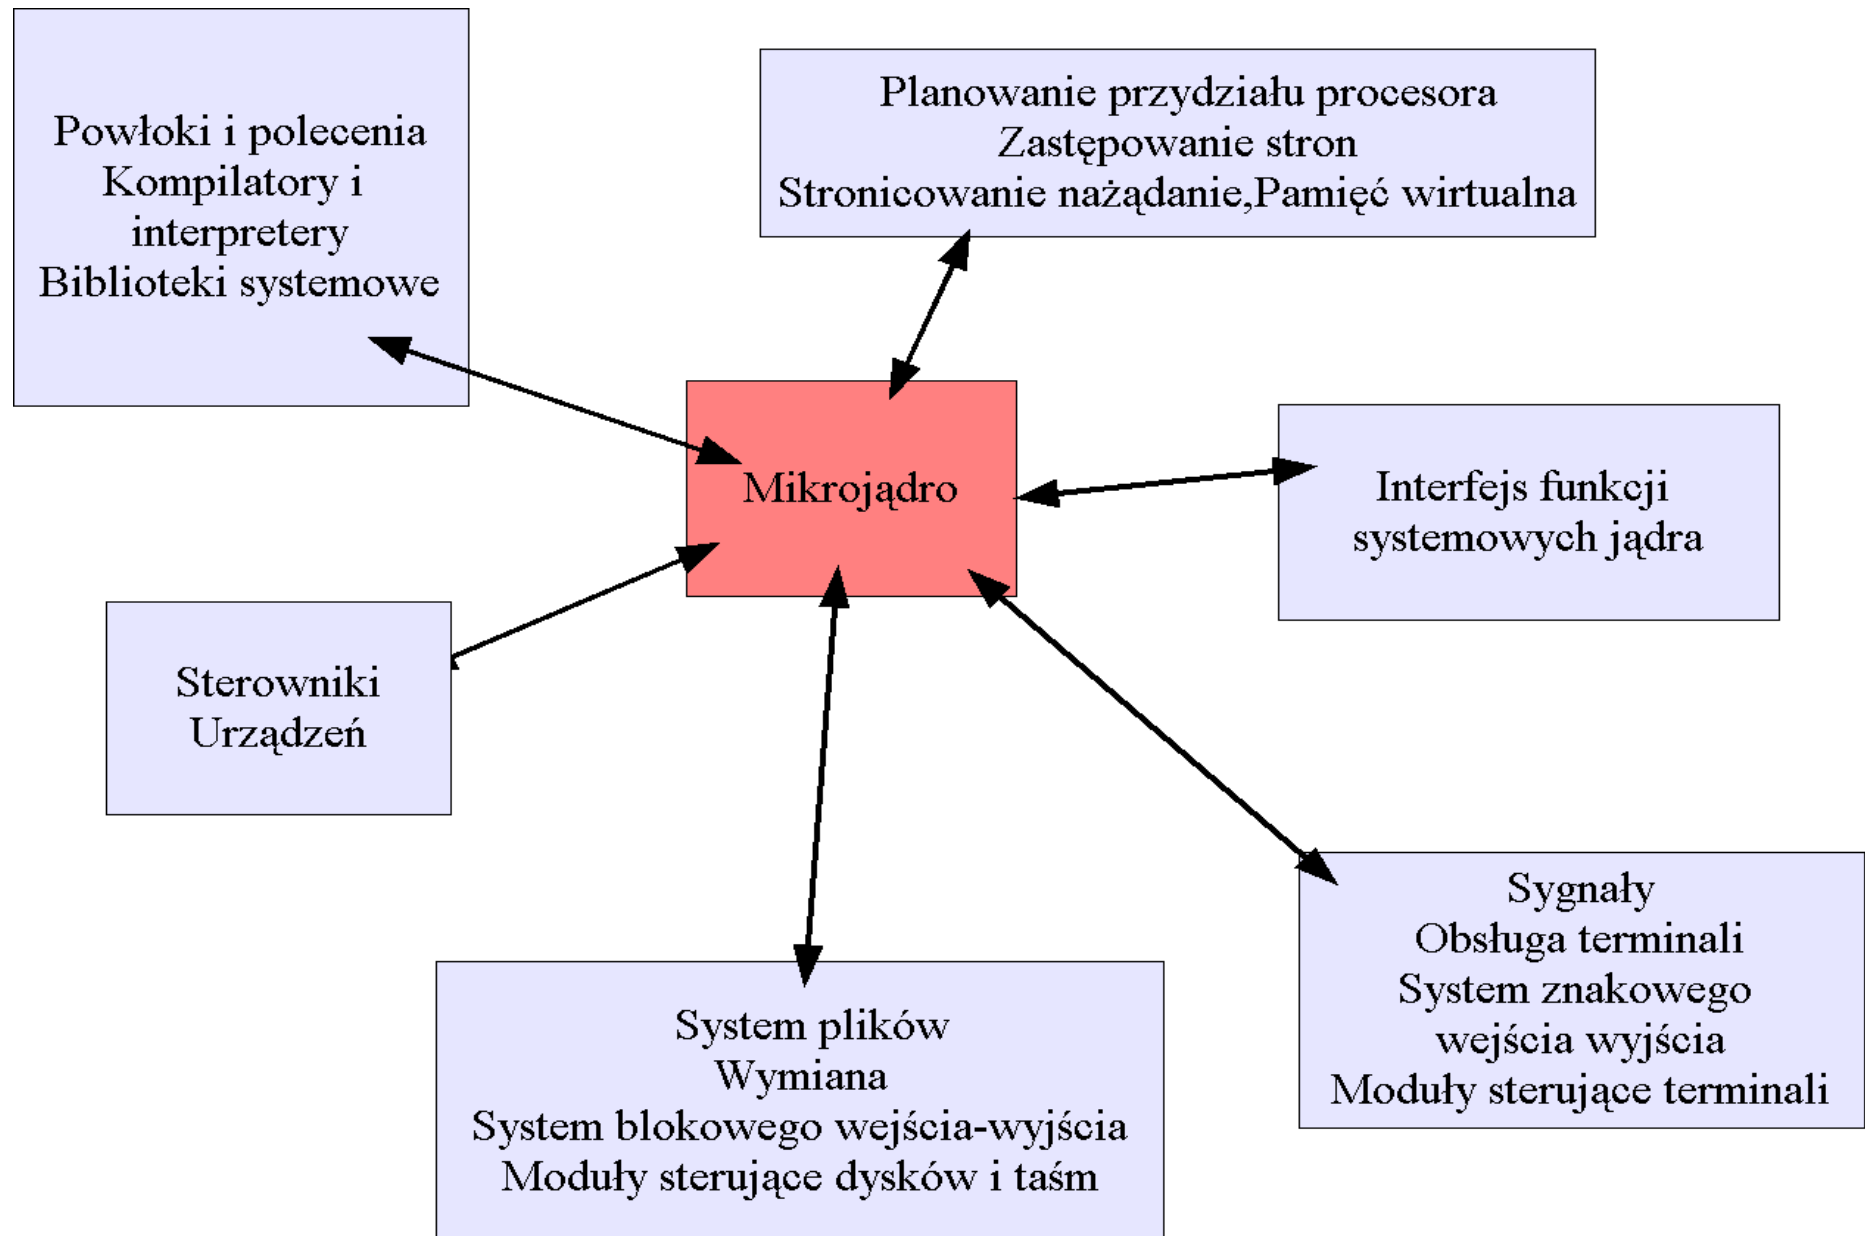 Powłoki i polecenia
Kompilatory i
interpretery
Biblioteki systemowe
Planowanie przydziału procesora
Zastępowanie stron
Stronicowanie nażądanie,Pamięć wirtualna
Mikrojądro
Interfejs funkcji
systemowych jądra
Sterowniki
Urządzeń
System plików
Wymiana
System blokowego wejścia-wyjścia
Moduły sterujące dysków i taśm
Sygnały
Obsługa terminali
System znakowego
wejścia wyjścia
Moduły sterujące terminali